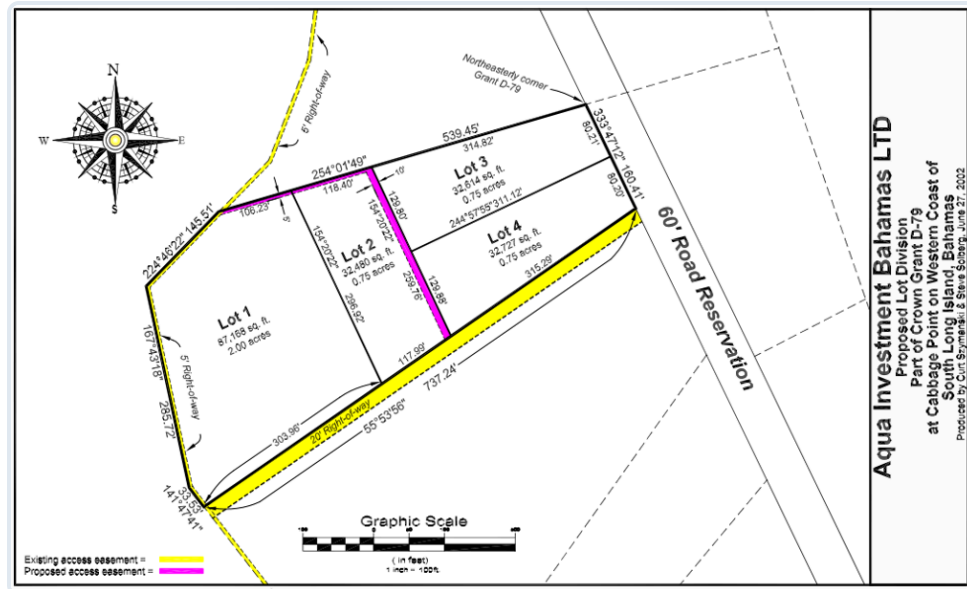 N
W
E
S
6' Right-of-way
Northeasterly corner
Grant D-79
539.45'
254°01'49"
314.82'
118.40'
106.23'
10'
5'
333°47'12" 160.41'
80.21'
80.20'
Lot 3
32,614 sq. ft.
0.75 acres
129.80'
154°20'22"
244°57'55" 311.12'
Lot 4
32,727 sq. ft.
0.75 acres
315.29'
129.88'
Lot 2
32,480 sq. ft.
0.75 acres
259.76'
154°20'22"
296.92'
224°46'22" 145.51'
Lot 1
87,168 sq. ft.
2.00 acres
167°43'18"
285.72'
5' Right-of-way
33.53'
141°47'41"
303.96'
117.99'
20' Right-of-way
737.24'
55°53'56"
60' Road Reservation
Graphic Scale
( in feet )
1 inch = 100ft.
Existing access easement =
Proposed access easement =
Aqua Investment Bahamas LTD
Proposed Lot Division
Part of Crown Grant D-79
at Cabbage Point on Western Coast of
South Long Island, Bahamas
Produced by Curt Szymenski & Steve Solberg, June 27, 2002